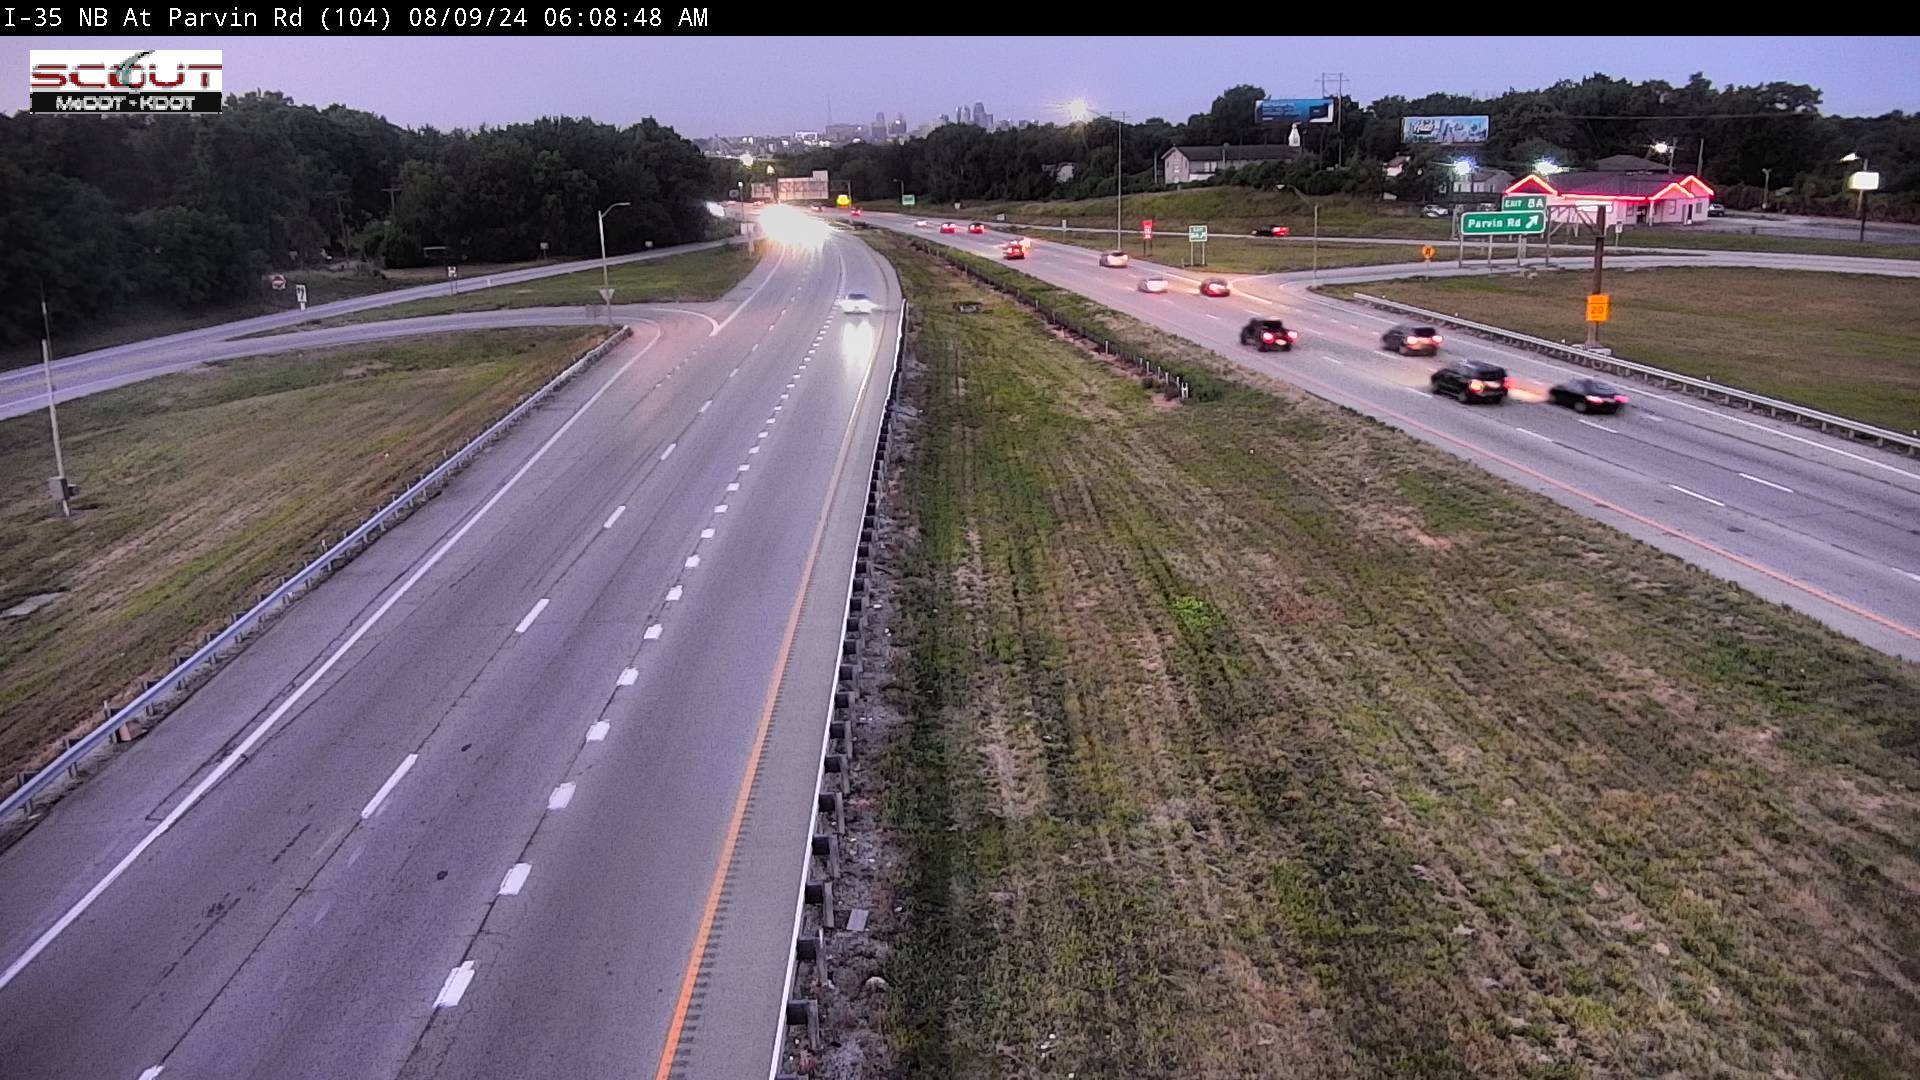 I-35 NB At Parvin Rd (104) 08/09/24 06:08:48 AM
SCOUT
MoDOT - KDOT
EXIT 8A
Parvin Rd
20